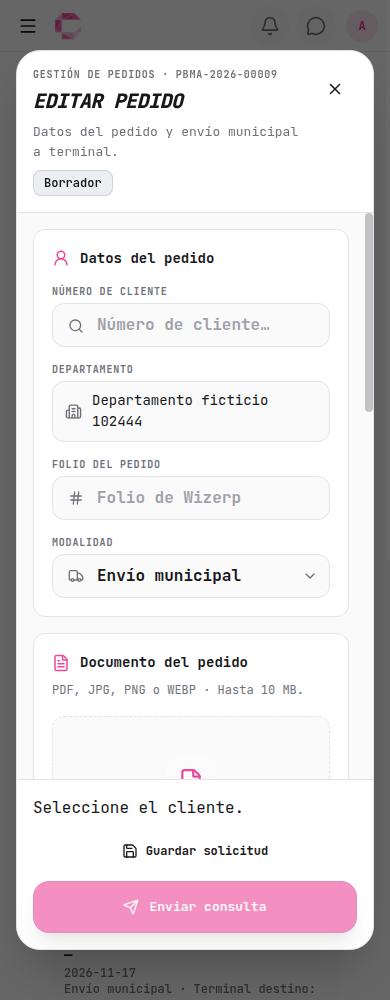 A
GESTIÓN DE PEDIDOS · PBMA-2026-00009
EDITAR PEDIDO
Datos del pedido y envío municipal
a terminal.
Borrador
Datos del pedido
NÚMERO DE CLIENTE
Número de cliente…
DEPARTAMENTO
Departamento ficticio
102444
FOLIO DEL PEDIDO
Folio de Wizerp
MODALIDAD
Envío municipal
Documento del pedido
PDF, JPG, PNG o WEBP · Hasta 10 MB.
Seleccione el cliente.
Guardar solicitud
Enviar consulta
—
2026-11-17
Envío municipal · Terminal destino: